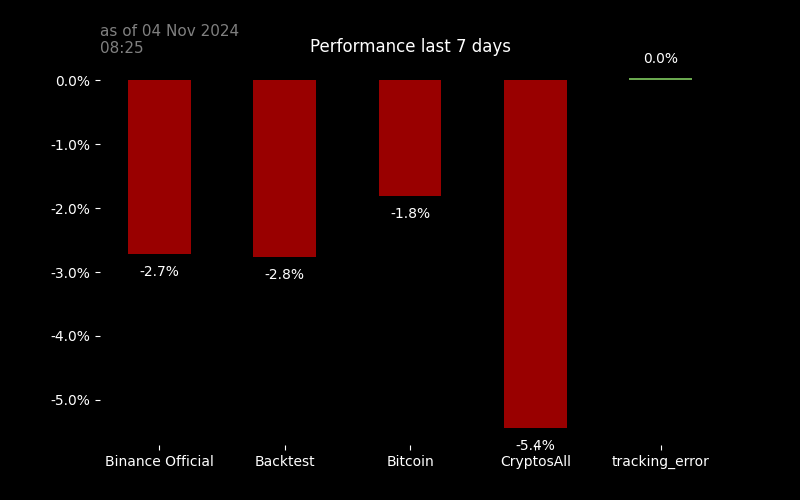 as of 04 Nov 2024
08:25
Performance last 7 days
0.0%
0.0%
-1.0%
-2.0%
-3.0%
-4.0%
-5.0%
-2.7%
-2.8%
-1.8%
-5.4%
Binance Official
Backtest
Bitcoin
CryptosAll
tracking_error